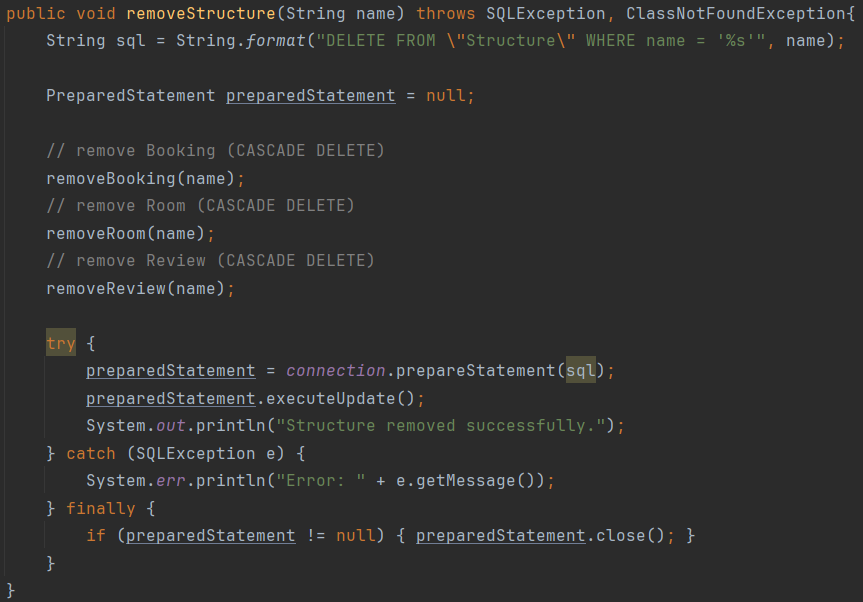 public void removeStructure(String name) throws SQLException, ClassNotFoundException{
    String sql = String.format("DELETE FROM \"Structure\" WHERE name = '%s'", name);

    PreparedStatement preparedStatement = null;

    // remove Booking (CASCADE DELETE)
    removeBooking(name);
    // remove Room (CASCADE DELETE)
    removeRoom(name);
    // remove Review (CASCADE DELETE)
    removeReview(name);

    try {
        preparedStatement = connection.prepareStatement(sql);
        preparedStatement.executeUpdate();
        System.out.println("Structure removed successfully.");
    } catch (SQLException e) {
        System.err.println("Error: " + e.getMessage());
    } finally {
        if (preparedStatement != null) { preparedStatement.close(); }
    }
}